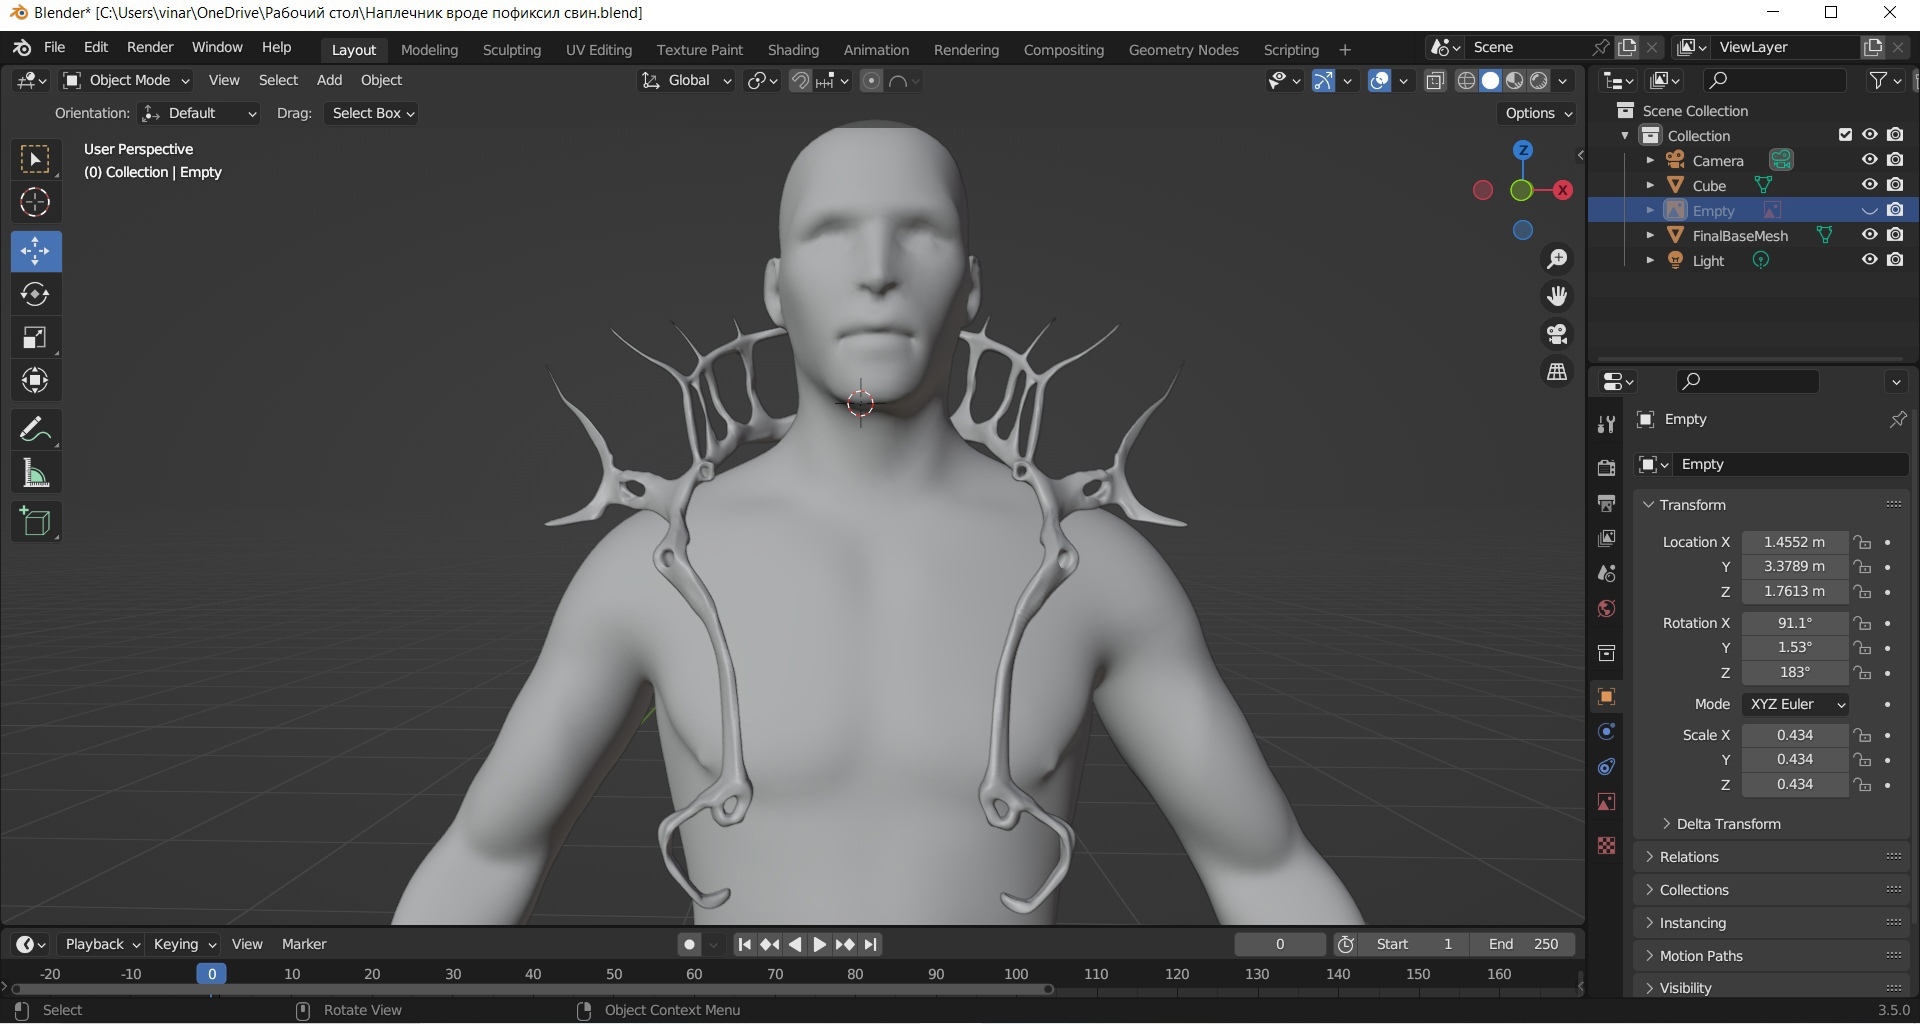 Blender* [C:\Users\vinar\OneDrive\Рабочий стол\Наплечник вроде пофиксил свин.blend]
File Edit Render Window Help
Layout Modeling Sculpting UV Editing Texture Paint Shading Animation Rendering Compositing Geometry Nodes Scripting +
Scene
ViewLayer
Object Mode View Select Add Object
Global
Orientation: Default Drag: Select Box
Options
User Perspective
(0) Collection | Empty
Z
X
Scene Collection
Collection
Camera
Cube
Empty
FinalBaseMesh
Light
Empty
Empty
Transform
Location X 1.4552 m
Y 3.3789 m
Z 1.7613 m
Rotation X 91.1°
Y 1.53°
Z 183°
Mode XYZ Euler
Scale X 0.434
Y 0.434
Z 0.434
Delta Transform
Relations
Collections
Instancing
Motion Paths
Visibility
Playback Keying View Marker
0
Start 1
End 250
-20 -10 0 10 20 30 40 50 60 70 80 90 100 110 120 130 140 150 160
Select
Rotate View
Object Context Menu
3.5.0